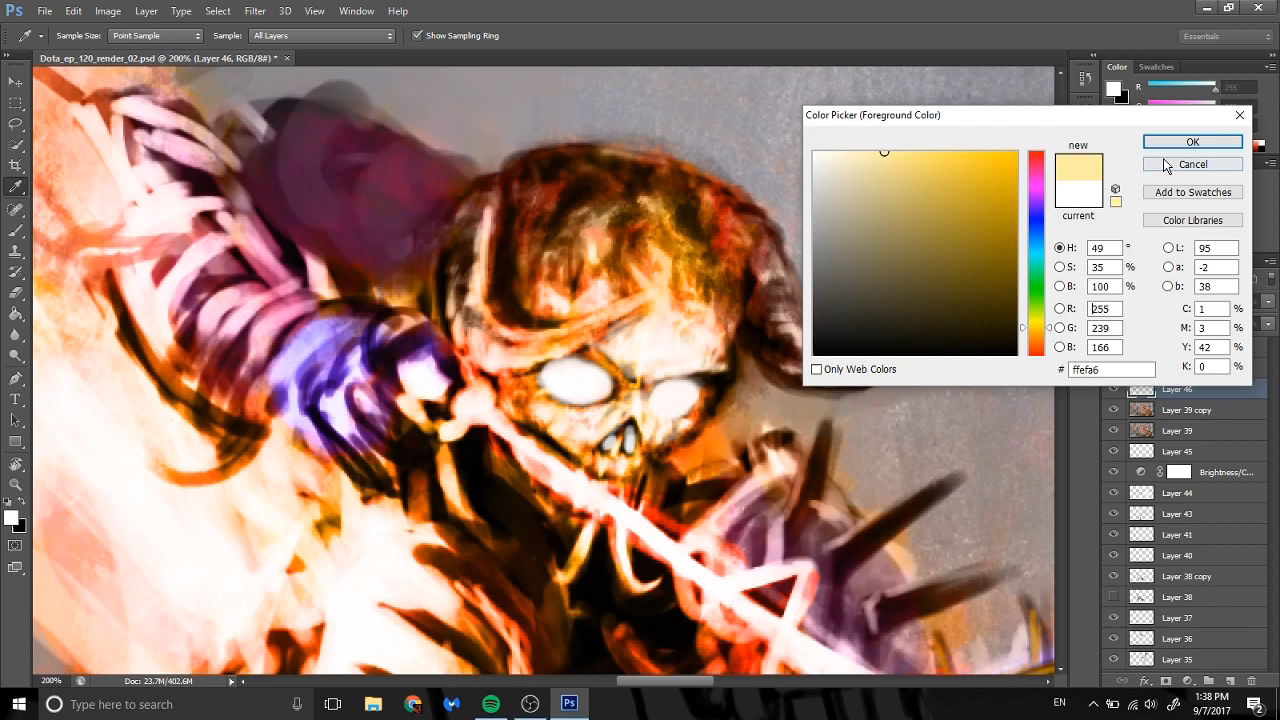 Ps File Edit Image Layer Type Select Filter 3D View Window Help
Sample Size: Point Sample Sample: All Layers Show Sampling Ring Essentials
Dota_ep_120_render_02.psd @ 200% (Layer 46, RGB/8#) * ×
Color Swatches
R 255
Color Picker (Foreground Color)
new
OK
Cancel
Add to Swatches
current
Color Libraries
H: 49 ° L: 95
S: 35 % a: -2
B: 100 % b: 38
R: 255 C: 1 %
G: 239 M: 3 %
B: 166 Y: 42 %
K: 0 %
Only Web Colors # ffefa6
Layer 46
Layer 39 copy
Layer 39
Layer 45
Brightness/C...
Layer 44
Layer 43
Layer 41
Layer 40
Layer 38 copy
Layer 38
Layer 37
Layer 36
Layer 35
200% Doc: 23.7M/402.6M
Type here to search
Ps
EN
1:38 PM
9/7/2017
2